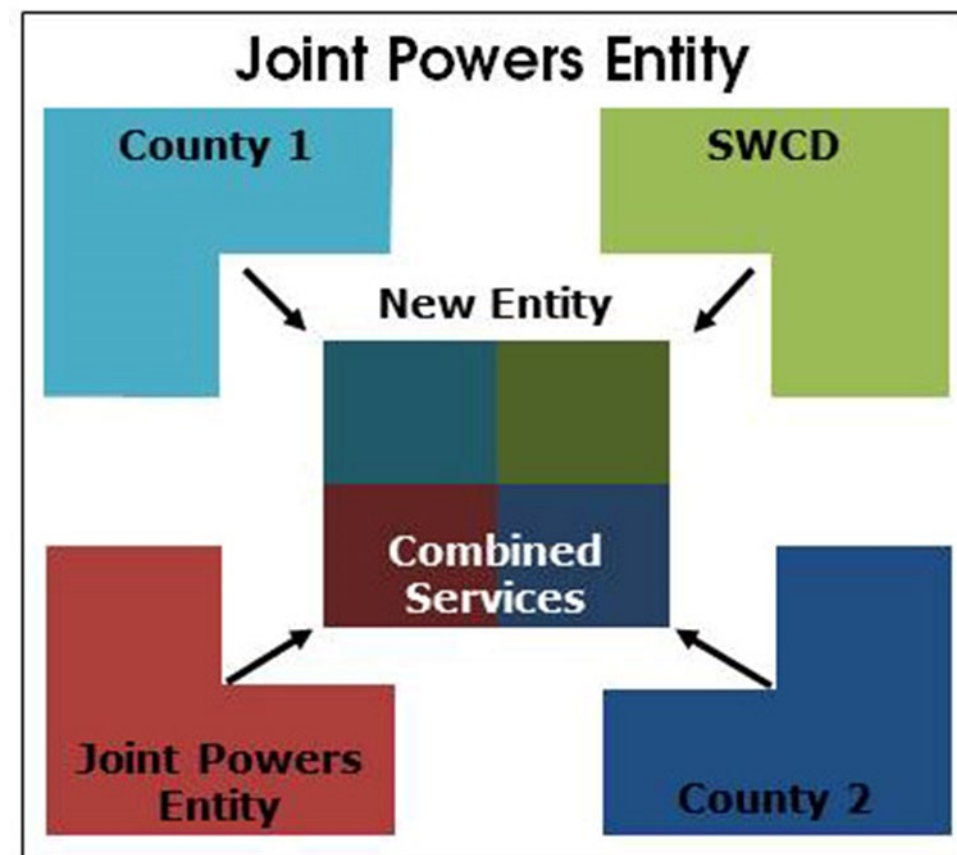 Joint Powers Entity
County 1
SWCD
New Entity
Combined
Services
Joint Powers
Entity
County 2